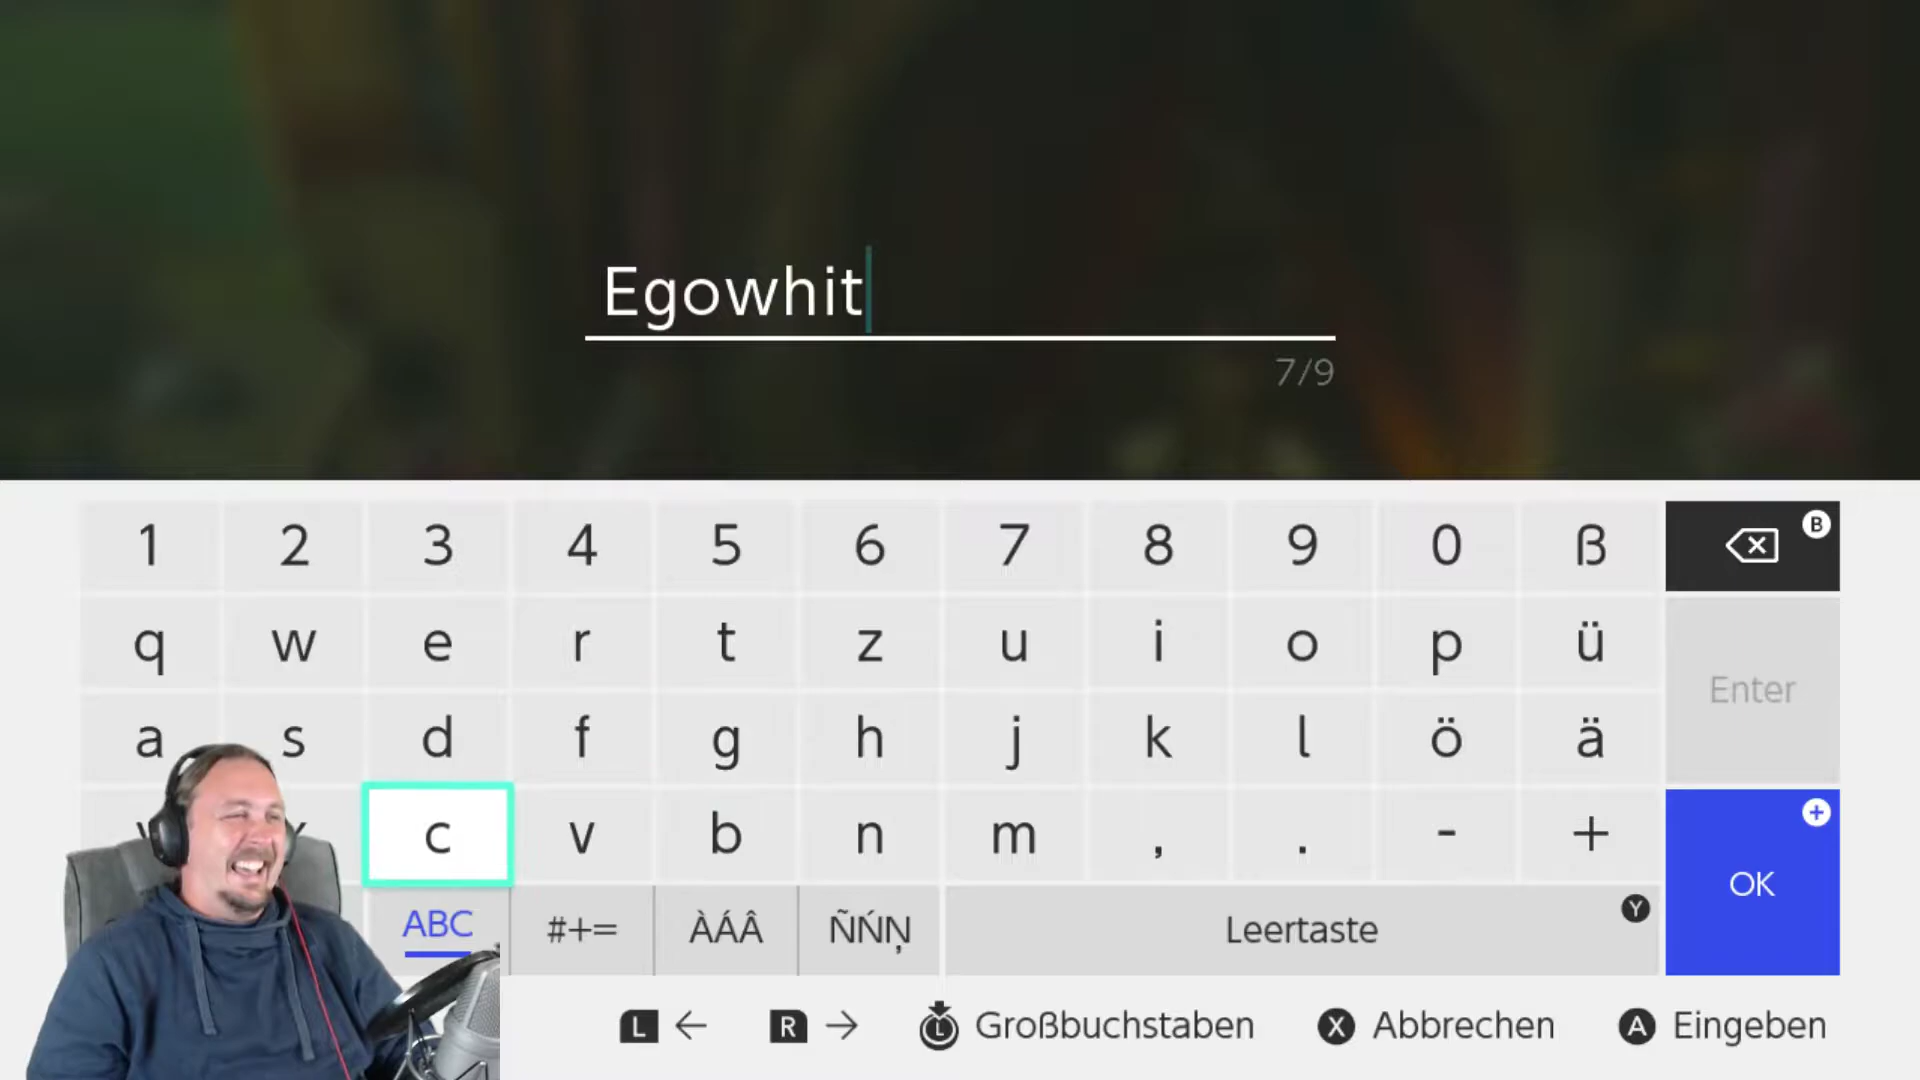 Egowhit
7/9
1 2 3 4 5 6 7 8 9 0 ß B
q w e r t z u i o p ü
Enter
a s d f g h j k l ö ä
c v b n m , . - +
OK +
ABC #+= ÀÁÂ ÑŃŅ Leertaste Y
L ← R → L Großbuchstaben X Abbrechen A Eingeben